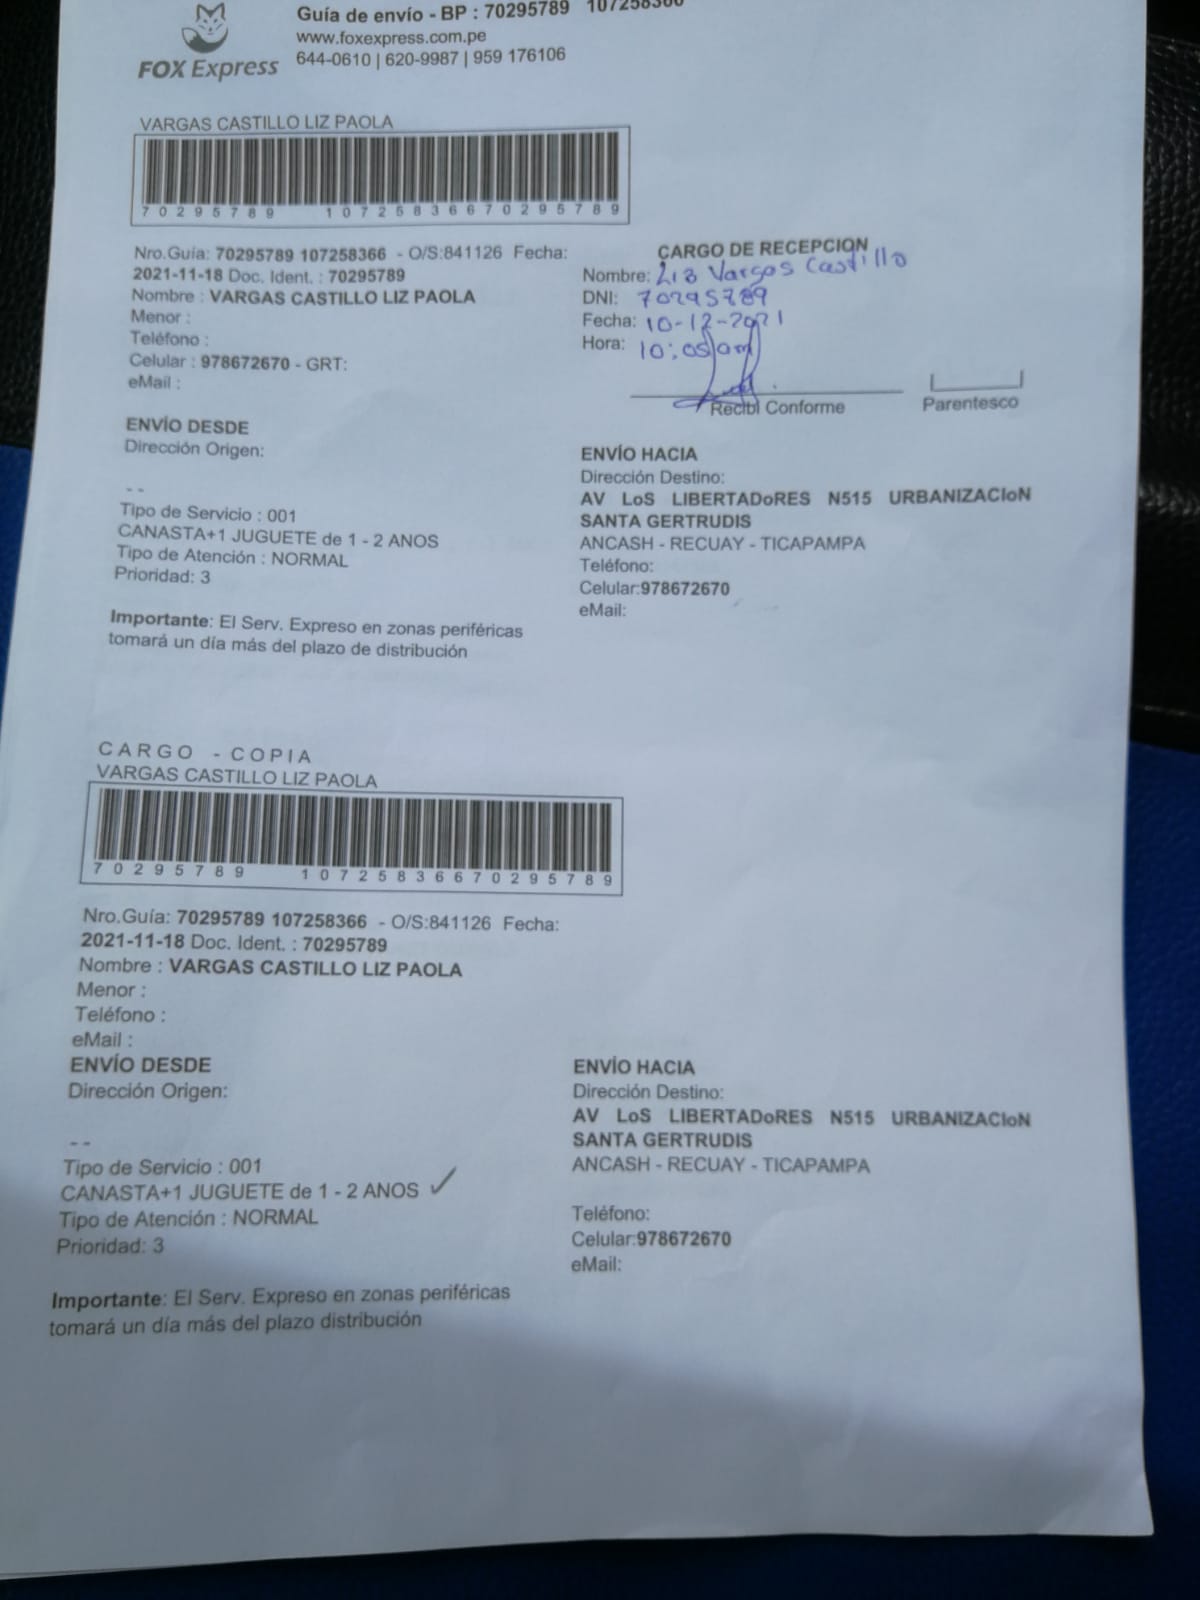 Guía de envío - BP : 70295789 107258366
www.foxexpress.com.pe
FOX Express
644-0610 | 620-9987 | 959 176106
VARGAS CASTILLO LIZ PAOLA
70295789 10725836670295789
Nro.Guía: 70295789 107258366 - O/S:841126 Fecha:
2021-11-18 Doc. Ident. : 70295789
Nombre : VARGAS CASTILLO LIZ PAOLA
Menor :
Teléfono :
Celular : 978672670 - GRT:
eMail :
CARGO DE RECEPCION
Nombre: Liz Vargas Castillo
DNI: 70295789
Fecha: 10-12-2021
Hora: 10:05 am
Recibí Conforme
Parentesco
ENVÍO DESDE
Dirección Origen:
- -
Tipo de Servicio : 001
CANASTA+1 JUGUETE de 1 - 2 ANOS
Tipo de Atención : NORMAL
Prioridad: 3
ENVÍO HACIA
Dirección Destino:
AV LoS LIBERTADoRES N515 URBANIZACIoN
SANTA GERTRUDIS
ANCASH - RECUAY - TICAPAMPA
Teléfono:
Celular:978672670
eMail:
Importante: El Serv. Expreso en zonas periféricas
tomará un día más del plazo de distribución
CARGO - COPIA
VARGAS CASTILLO LIZ PAOLA
70295789 10725836670295789
Nro.Guía: 70295789 107258366 - O/S:841126 Fecha:
2021-11-18 Doc. Ident. : 70295789
Nombre : VARGAS CASTILLO LIZ PAOLA
Menor :
Teléfono :
eMail :
ENVÍO DESDE
Dirección Origen:
- -
Tipo de Servicio : 001
CANASTA+1 JUGUETE de 1 - 2 ANOS ✓
Tipo de Atención : NORMAL
Prioridad: 3
ENVÍO HACIA
Dirección Destino:
AV LoS LIBERTADoRES N515 URBANIZACIoN
SANTA GERTRUDIS
ANCASH - RECUAY - TICAPAMPA
Teléfono:
Celular:978672670
eMail:
Importante: El Serv. Expreso en zonas periféricas
tomará un día más del plazo distribución